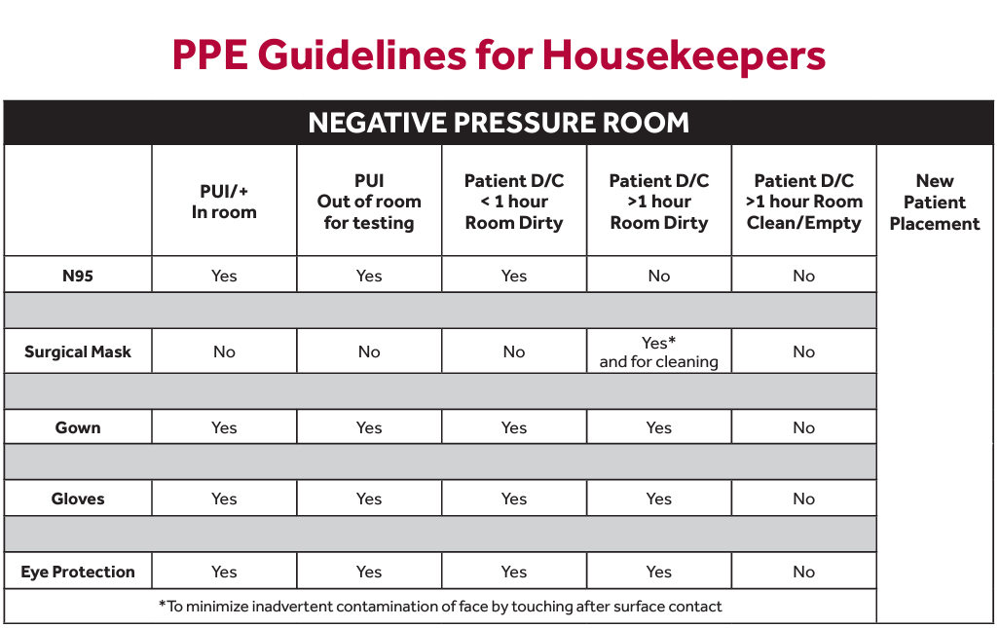 PPE Guidelines for Housekeepers
NEGATIVE PRESSURE ROOM
PUI/+
In room
PUI
Out of room
for testing
Patient D/C
< 1 hour
Room Dirty
Patient D/C
>1 hour
Room Dirty
Patient D/C
>1 hour Room
Clean/Empty
New
Patient
Placement
N95 Yes Yes Yes No No
Surgical Mask No No No Yes* and for cleaning No
Gown Yes Yes Yes Yes No
Gloves Yes Yes Yes Yes No
Eye Protection Yes Yes Yes Yes No
*To minimize inadvertent contamination of face by touching after surface contact